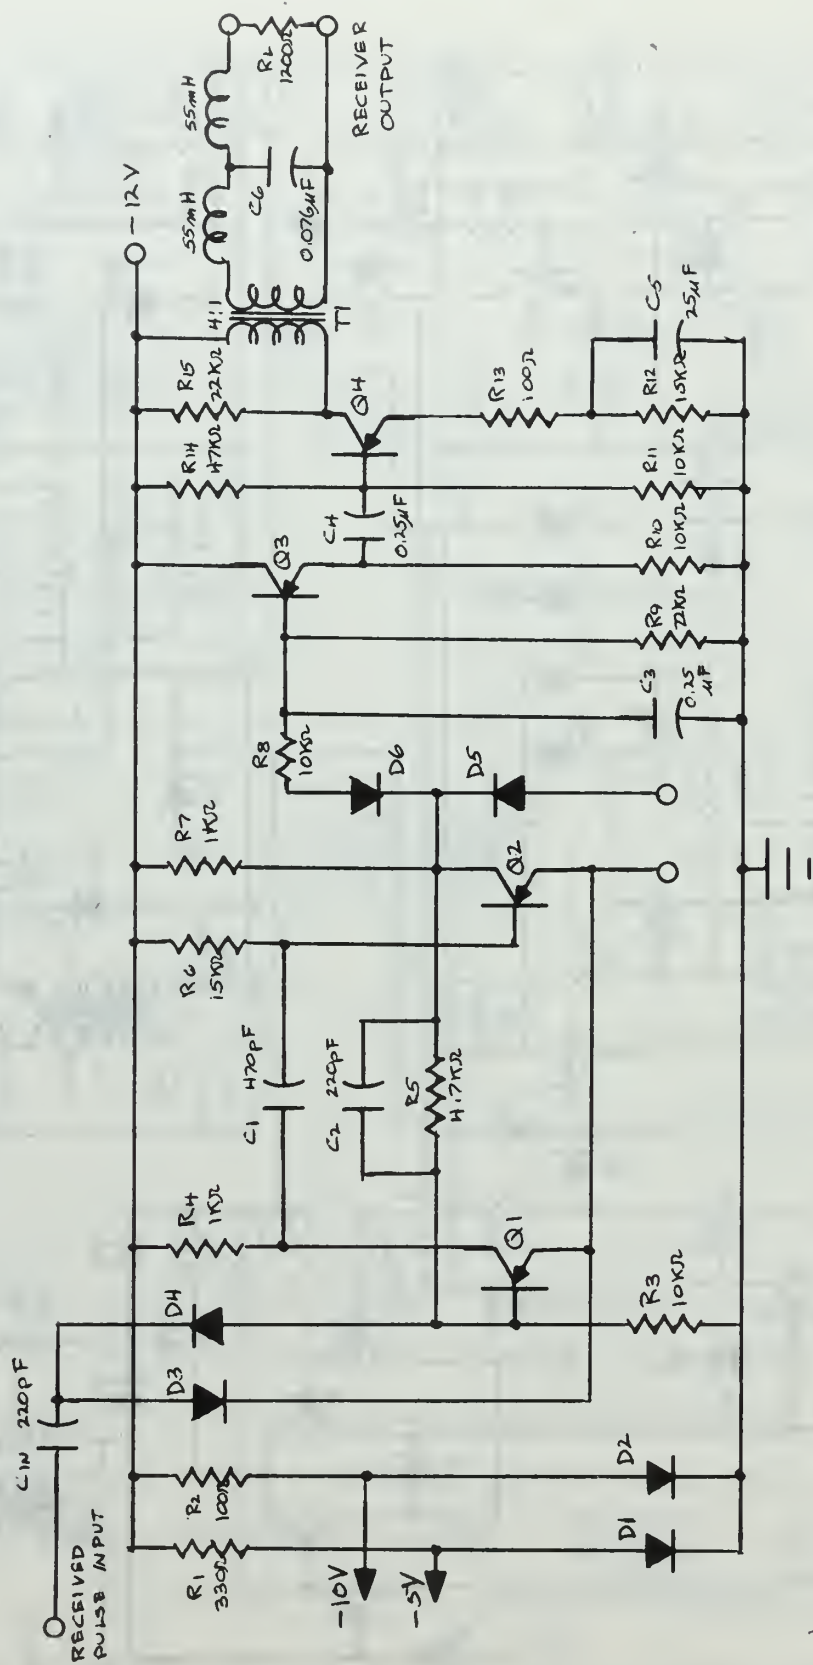 RECEIVED
PULSE INPUT
CIN 220pF
R1
330Ω
R2
100Ω
-10V
-5V
D1
D2
D3
D4
R4
1KΩ
Q1
R3
10KΩ
C1 470pF
C2 220pF
R5
4.7KΩ
R6
15KΩ
R7
1KΩ
Q2
R8
10KΩ
D6
D5
C3
0.25
μF
R9
22KΩ
R10
10KΩ
Q3
C4
0.25μF
R11
10KΩ
R14
47KΩ
R15
22KΩ
Q4
R13
100Ω
R12
15KΩ
C5
25μF
-12V
4:1
T1
55mH
55mH
C6
0.076μF
RL
1200Ω
RECEIVER
OUTPUT